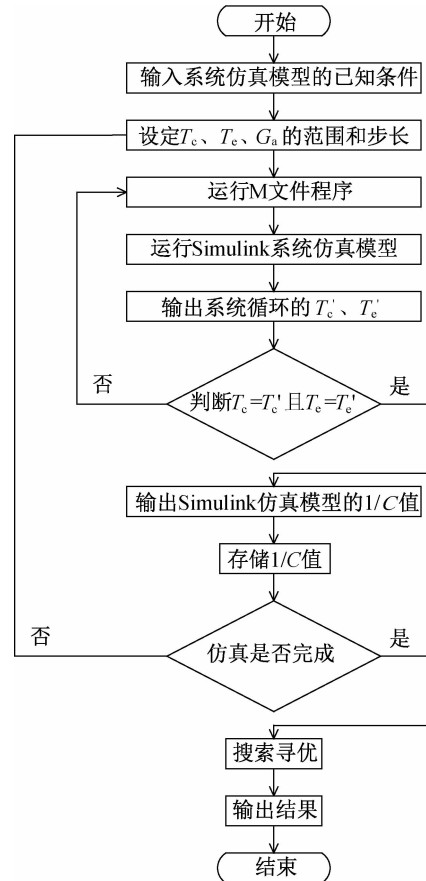 开始
输入系统仿真模型的已知条件
设定Tc、Te、Ga的范围和步长
运行M文件程序
运行Simulink系统仿真模型
输出系统循环的Tc'、Te'
否
判断Tc=Tc'且Te=Te'
是
输出Simulink仿真模型的1/C值
存储1/C值
否
仿真是否完成
是
搜索寻优
输出结果
结束